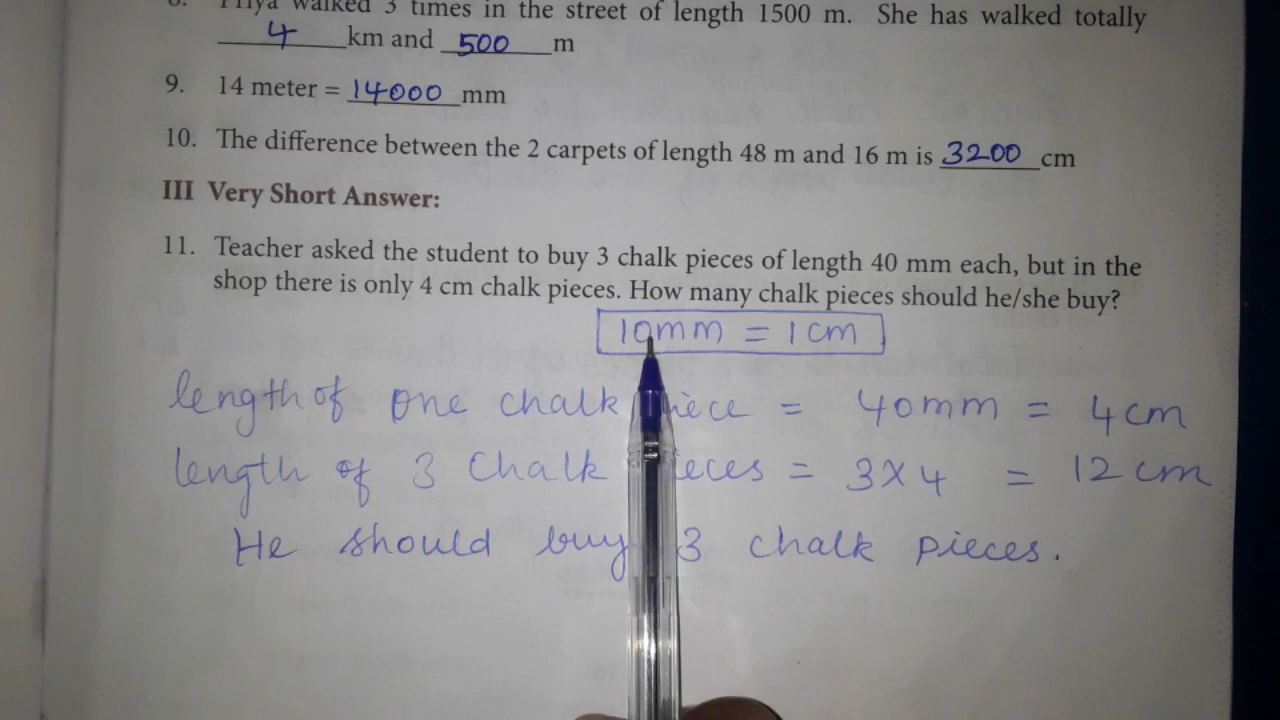 8. Priya walked 3 times in the street of length 1500 m. She has walked totally
4 km and 500 m
9. 14 meter = 14000 mm
10. The difference between the 2 carpets of length 48 m and 16 m is 3200 cm
III Very Short Answer:
11. Teacher asked the student to buy 3 chalk pieces of length 40 mm each, but in the
shop there is only 4 cm chalk pieces. How many chalk pieces should he/she buy?
10mm = 1cm
length of one chalk piece = 40mm = 4cm
length of 3 Chalk pieces = 3x4 = 12 cm
He should buy 3 chalk pieces.